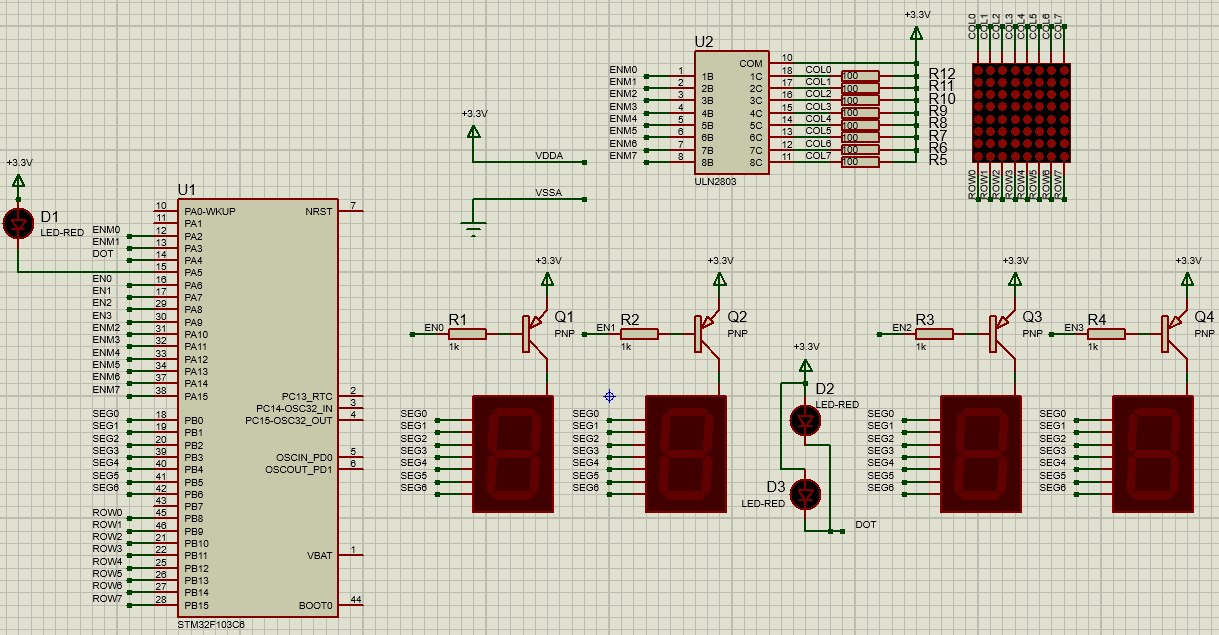 +3.3V
D1
LED-RED
U1
10 PA0-WKUP
11 PA1
ENM0 12 PA2
ENM1 13 PA3
DOT 14 PA4
15 PA5
EN0 16 PA6
EN1 17 PA7
EN2 29 PA8
EN3 30 PA9
ENM2 31 PA10
ENM3 32 PA11
ENM4 33 PA12
ENM5 34 PA13
ENM6 37 PA14
ENM7 38 PA15
SEG0 18 PB0
SEG1 19 PB1
SEG2 20 PB2
SEG3 39 PB3
SEG4 40 PB4
SEG5 41 PB5
SEG6 42 PB6
43 PB7
ROW0 45 PB8
ROW1 46 PB9
ROW2 21 PB10
ROW3 22 PB11
ROW4 25 PB12
ROW5 26 PB13
ROW6 27 PB14
ROW7 28 PB15
NRST 7
PC13_RTC 2
PC14-OSC32_IN 3
PC15-OSC32_OUT 4
OSCIN_PD0 5
OSCOUT_PD1 6
VBAT 1
BOOT0 44
STM32F103C6
+3.3V
VDDA
VSSA
U2
COM 10
ENM0 1 1B 1C 18 COL0 100 R12
ENM1 2 2B 2C 17 COL1 100 R11
ENM2 3 3B 3C 16 COL2 100 R10
ENM3 4 4B 4C 15 COL3 100 R9
ENM4 5 5B 5C 14 COL4 100 R8
ENM5 6 6B 6C 13 COL5 100 R7
ENM6 7 7B 7C 12 COL6 100 R6
ENM7 8 8B 8C 11 COL7 100 R5
ULN2803
+3.3V
COL0 COL1 COL2 COL3 COL4 COL5 COL6 COL7
ROW0 ROW1 ROW2 ROW3 ROW4 ROW5 ROW6 ROW7
+3.3V
EN0 R1 1k
Q1
PNP
SEG0
SEG1
SEG2
SEG3
SEG4
SEG5
SEG6
+3.3V
EN1 R2 1k
Q2
PNP
SEG0
SEG1
SEG2
SEG3
SEG4
SEG5
SEG6
+3.3V
D2
LED-RED
D3
LED-RED
DOT
+3.3V
EN2 R3 1k
Q3
PNP
SEG0
SEG1
SEG2
SEG3
SEG4
SEG5
SEG6
+3.3V
EN3 R4 1k
Q4
PNP
SEG0
SEG1
SEG2
SEG3
SEG4
SEG5
SEG6